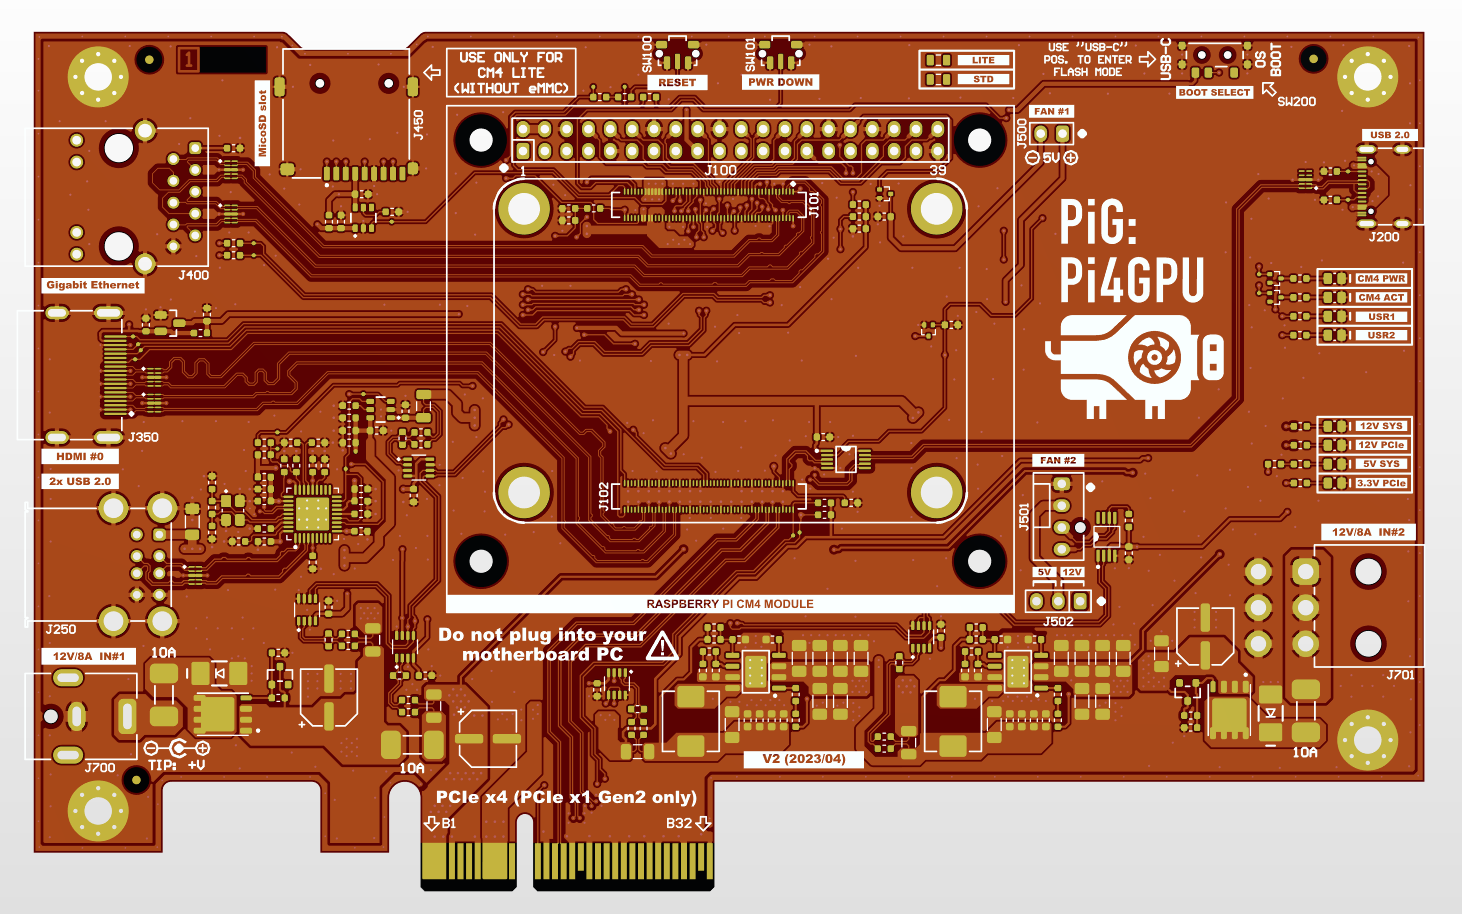 1
USE ONLY FOR
CM4 LITE
(WITHOUT eMMC)
MicoSD slot
J450
SW100
RESET
SW101
PWR DOWN
LITE
STD
USE "USB-C"
POS. TO ENTER
FLASH MODE
USB-C
OS
BOOT
BOOT SELECT
SW200
FAN #1
J500
5V
USB 2.0
J200
1
J100
39
J101
J400
Gigabit Ethernet
PiG:
Pi4GPU
CM4 PWR
CM4 ACT
USR1
USR2
J350
HDMI #0
2x USB 2.0
12V SYS
12V PCIe
5V SYS
3.3V PCIe
J102
FAN #2
J501
12V/8A IN#2
5V
12V
J502
RASPBERRY PI CM4 MODULE
J250
Do not plug into your
motherboard PC
12V/8A IN#1
10A
J701
10A
J700
TIP: +V
10A
V2 (2023/04)
PCIe x4 (PCIe x1 Gen2 only)
B1
B32